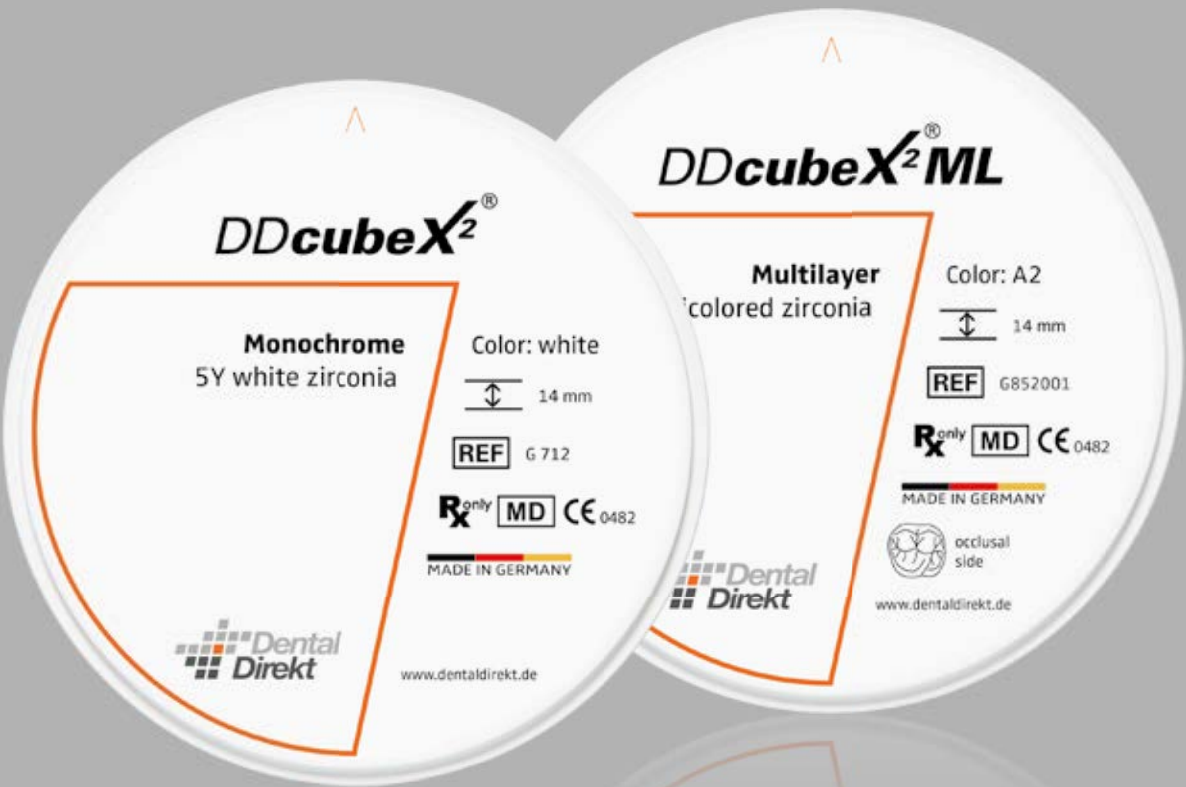 DDcubeX²®
Monochrome
5Y white zirconia
Color: white
14 mm
REF G 712
Rx only MD CE 0482
MADE IN GERMANY
Dental
Direkt
www.dentaldirekt.de
DDcubeX²® ML
Multilayer
colored zirconia
Color: A2
14 mm
REF G852001
Rx only MD CE 0482
MADE IN GERMANY
occlusal
side
Dental
Direkt
www.dentaldirekt.de